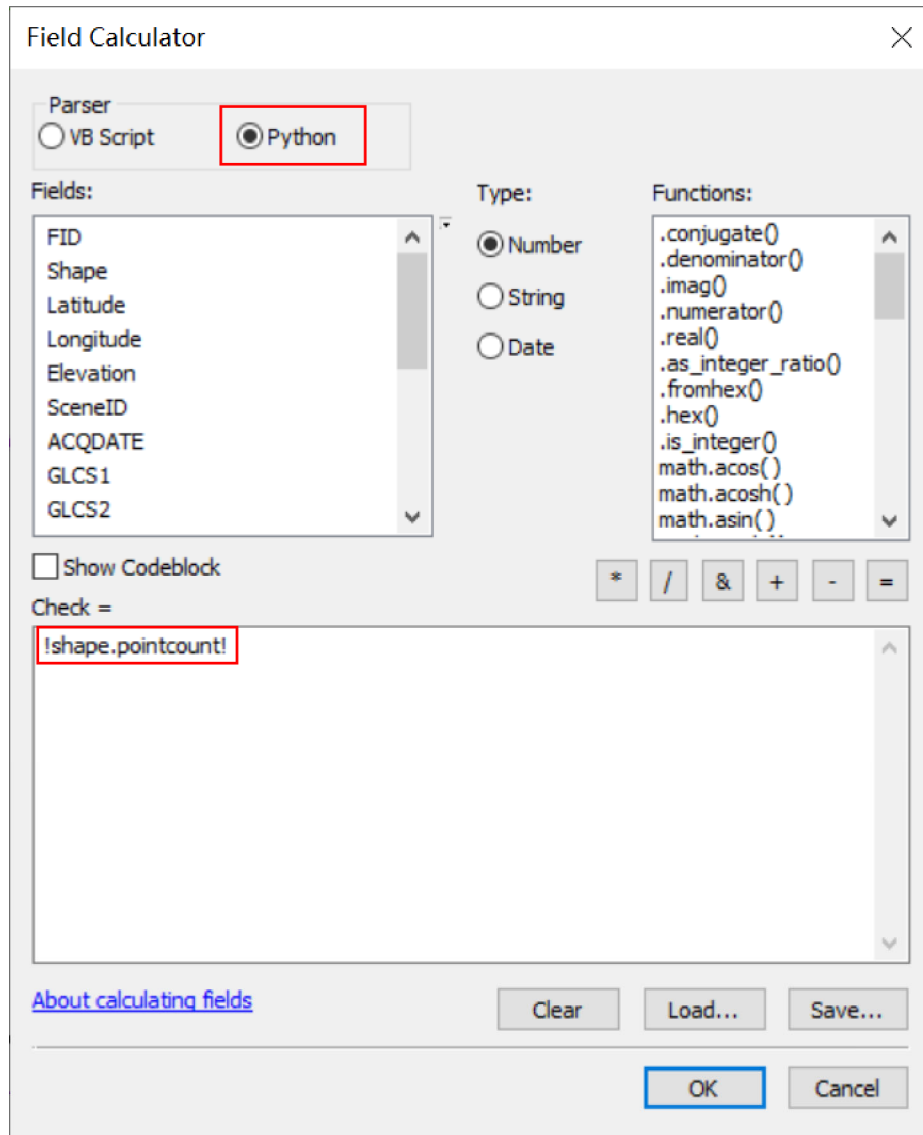 Field Calculator
Parser
VB Script
Python
Fields:
Type:
Functions:
FID
Shape
Latitude
Longitude
Elevation
SceneID
ACQDATE
GLCS1
GLCS2
Number
String
Date
.conjugate()
.denominator()
.imag()
.numerator()
.real()
.as_integer_ratio()
.fromhex()
.hex()
.is_integer()
math.acos( )
math.acosh( )
math.asin( )
Show Codeblock
* / & + - =
Check =
!shape.pointcount!
About calculating fields
Clear
Load...
Save...
OK
Cancel